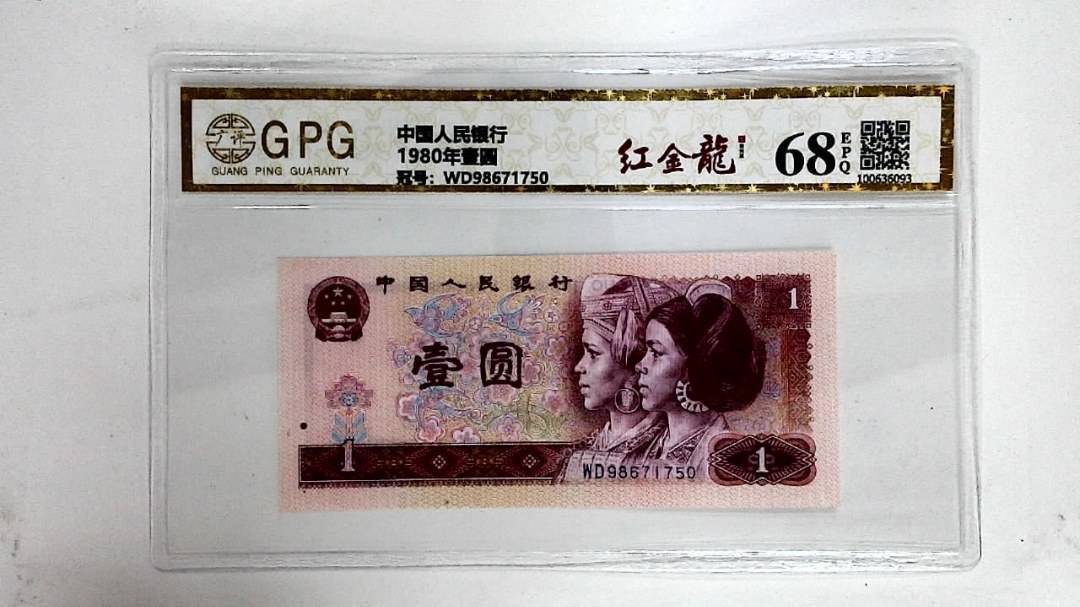 GPG
GUANG PING GUARANTY
中国人民银行
1980年壹圆
冠号: WD98671750
红金龍
68
EPQ
100636093
中国人民银行
1
壹圆
1
WD98671750
1